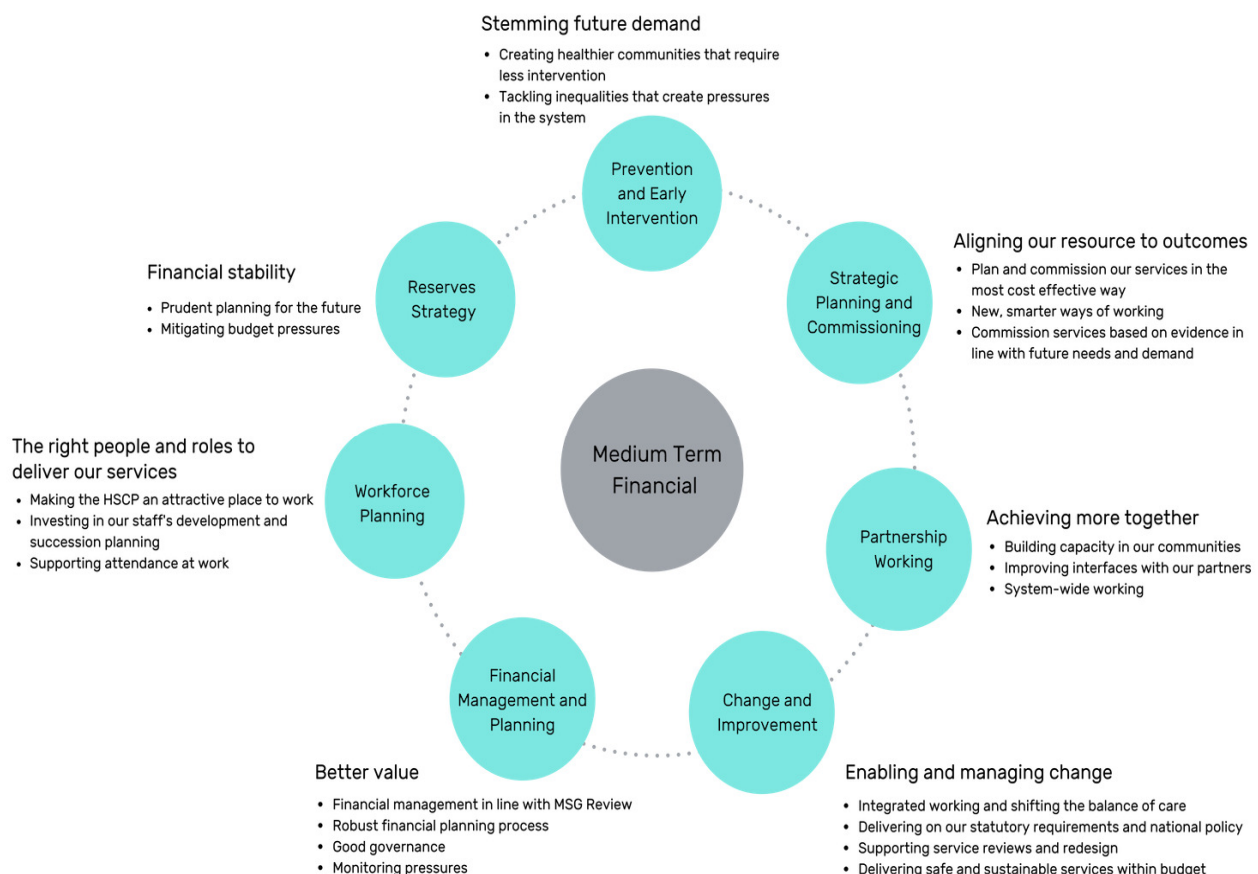 Stemming future demand
• Creating healthier communities that require
less intervention
• Tackling inequalities that create pressures
in the system
Prevention
and Early
Intervention
Aligning our resource to outcomes
• Plan and commission our services in the
most cost effective way
• New, smarter ways of working
• Commission services based on evidence in
line with future needs and demand
Strategic
Planning and
Commissioning
Financial stability
• Prudent planning for the future
• Mitigating budget pressures
Reserves
Strategy
Medium Term
Financial
The right people and roles to
deliver our services
• Making the HSCP an attractive place to work
• Investing in our staff's development and
succession planning
• Supporting attendance at work
Workforce
Planning
Partnership
Working
Achieving more together
• Building capacity in our communities
• Improving interfaces with our partners
• System-wide working
Financial
Management and
Planning
Change and
Improvement
Better value
• Financial management in line with MSG Review
• Robust financial planning process
• Good governance
• Monitoring pressures
Enabling and managing change
• Integrated working and shifting the balance of care
• Delivering on our statutory requirements and national policy
• Supporting service reviews and redesign
• Delivering safe and sustainable services within budget